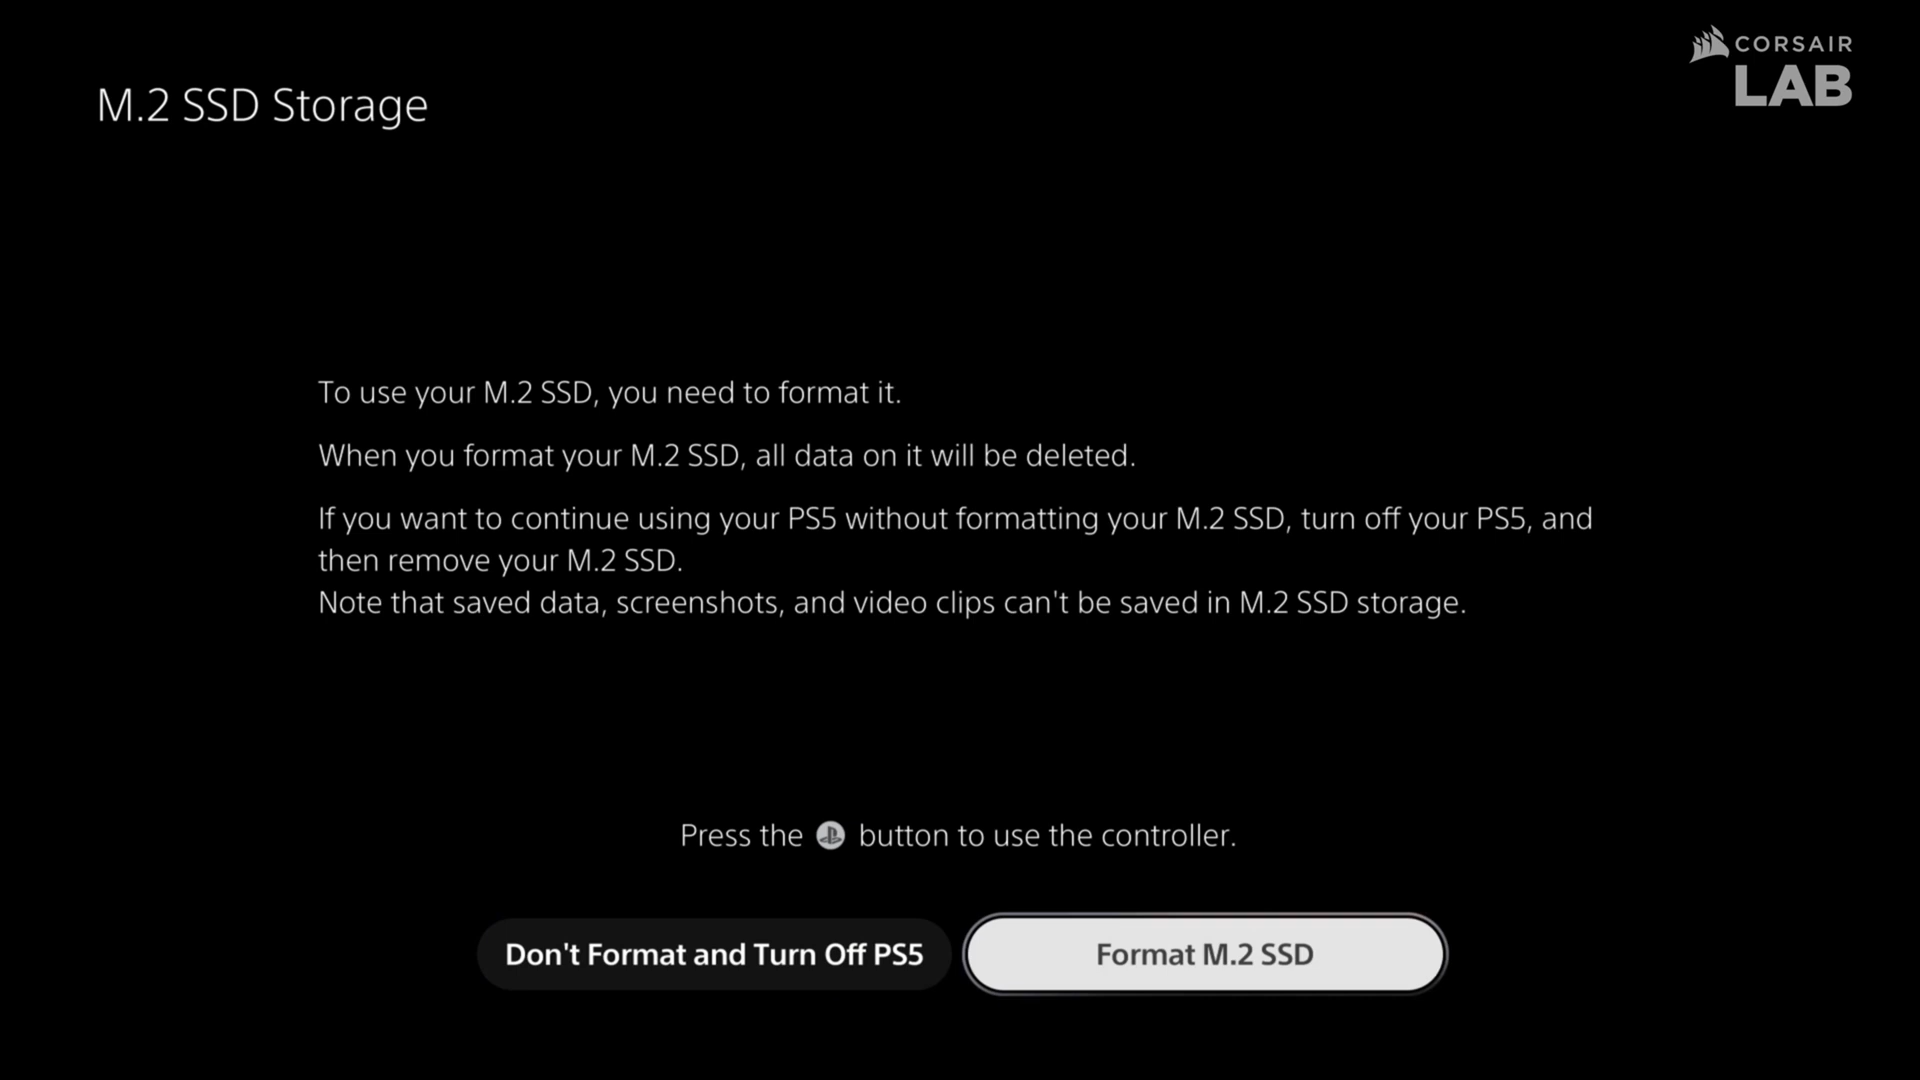 CORSAIR
LAB
M.2 SSD Storage
To use your M.2 SSD, you need to format it.
When you format your M.2 SSD, all data on it will be deleted.
If you want to continue using your PS5 without formatting your M.2 SSD, turn off your PS5, and
then remove your M.2 SSD.
Note that saved data, screenshots, and video clips can't be saved in M.2 SSD storage.
Press the button to use the controller.
Don't Format and Turn Off PS5
Format M.2 SSD